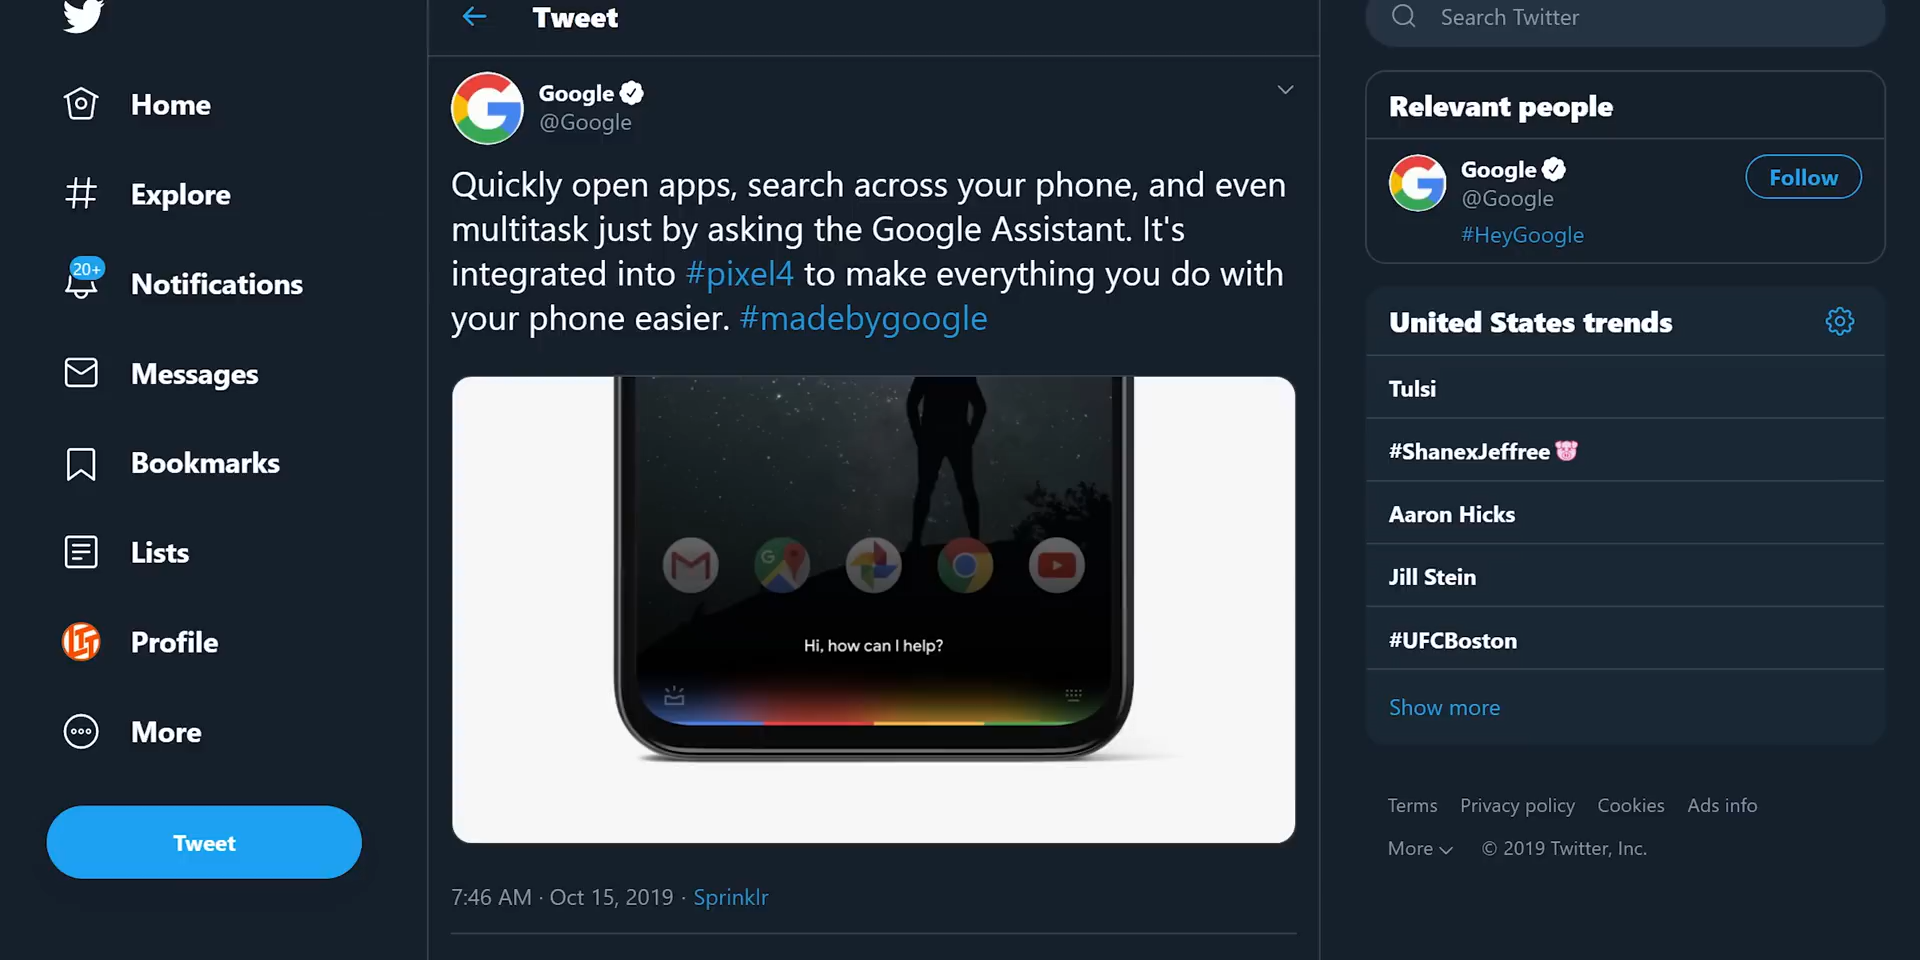 Tweet
Search Twitter
Home
Explore
20+
Notifications
Messages
Bookmarks
Lists
Profile
More
Tweet
Google
@Google
Quickly open apps, search across your phone, and even
multitask just by asking the Google Assistant. It's
integrated into #pixel4 to make everything you do with
your phone easier. #madebygoogle
G
Hi, how can I help?
7:46 AM · Oct 15, 2019 · Sprinklr
Relevant people
Google
@Google
Follow
#HeyGoogle
United States trends
Tulsi
#ShanexJeffree
Aaron Hicks
Jill Stein
#UFCBoston
Show more
Terms Privacy policy Cookies Ads info
More © 2019 Twitter, Inc.